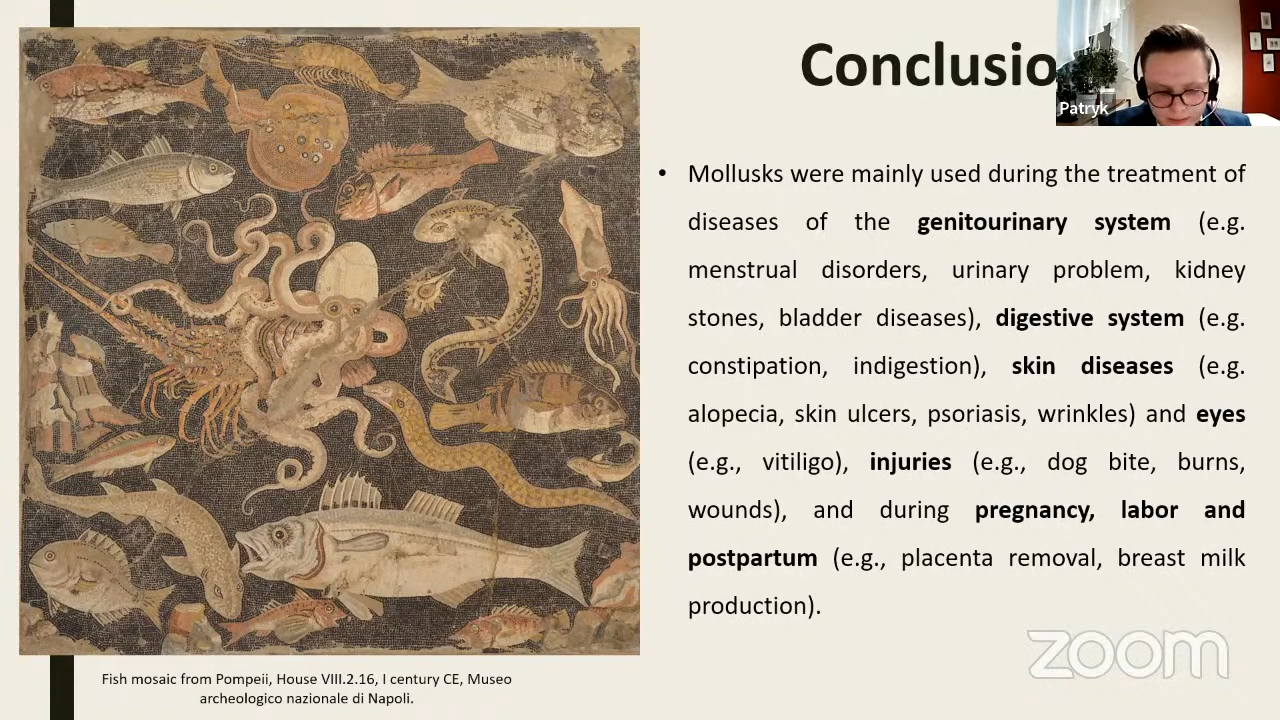 Conclusio
Patryk
• Mollusks were mainly used during the treatment of
diseases of the genitourinary system (e.g.
menstrual disorders, urinary problem, kidney
stones, bladder diseases), digestive system (e.g.
constipation, indigestion), skin diseases (e.g.
alopecia, skin ulcers, psoriasis, wrinkles) and eyes
(e.g., vitiligo), injuries (e.g., dog bite, burns,
wounds), and during pregnancy, labor and
postpartum (e.g., placenta removal, breast milk
production).
zoom
Fish mosaic from Pompeii, House VIII.2.16, I century CE, Museo
archeologico nazionale di Napoli.